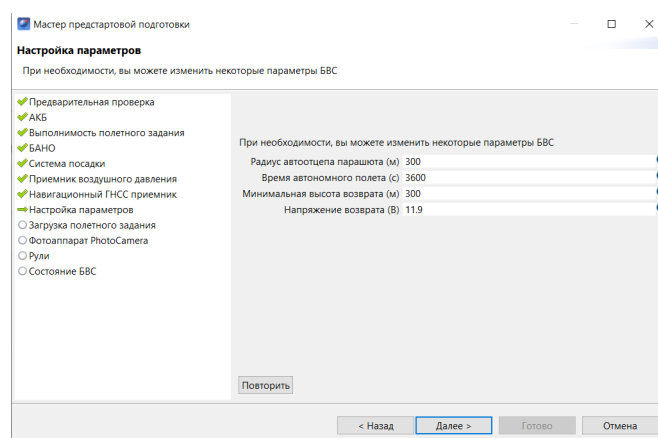 Мастер предстартовой подготовки
Настройка параметров
При необходимости, вы можете изменить некоторые параметры БВС
Предварительная проверка
АКБ
Выполнимость полетного задания
БАНО
Система посадки
Приемник воздушного давления
Навигационный ГНСС приемник
Настройка параметров
Загрузка полетного задания
Фотоаппарат PhotoCamera
Рули
Состояние БВС
При необходимости, вы можете изменить некоторые параметры БВС
Радиус автоотцепа парашюта (м) 300
Время автономного полета (с) 3600
Минимальная высота возврата (м) 300
Напряжение возврата (В) 11.9
Повторить
< Назад Далее > Готово Отмена